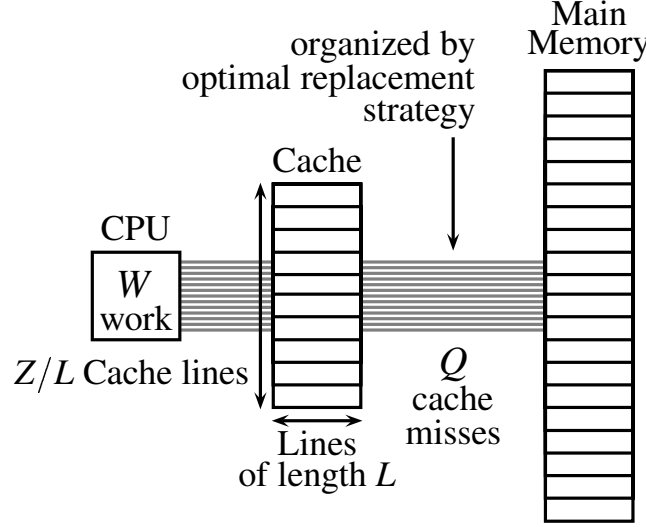 Main
Memory
organized by
optimal replacement
strategy
Cache
CPU
W
work
Z/L Cache lines
Q
cache
misses
Lines
of length L